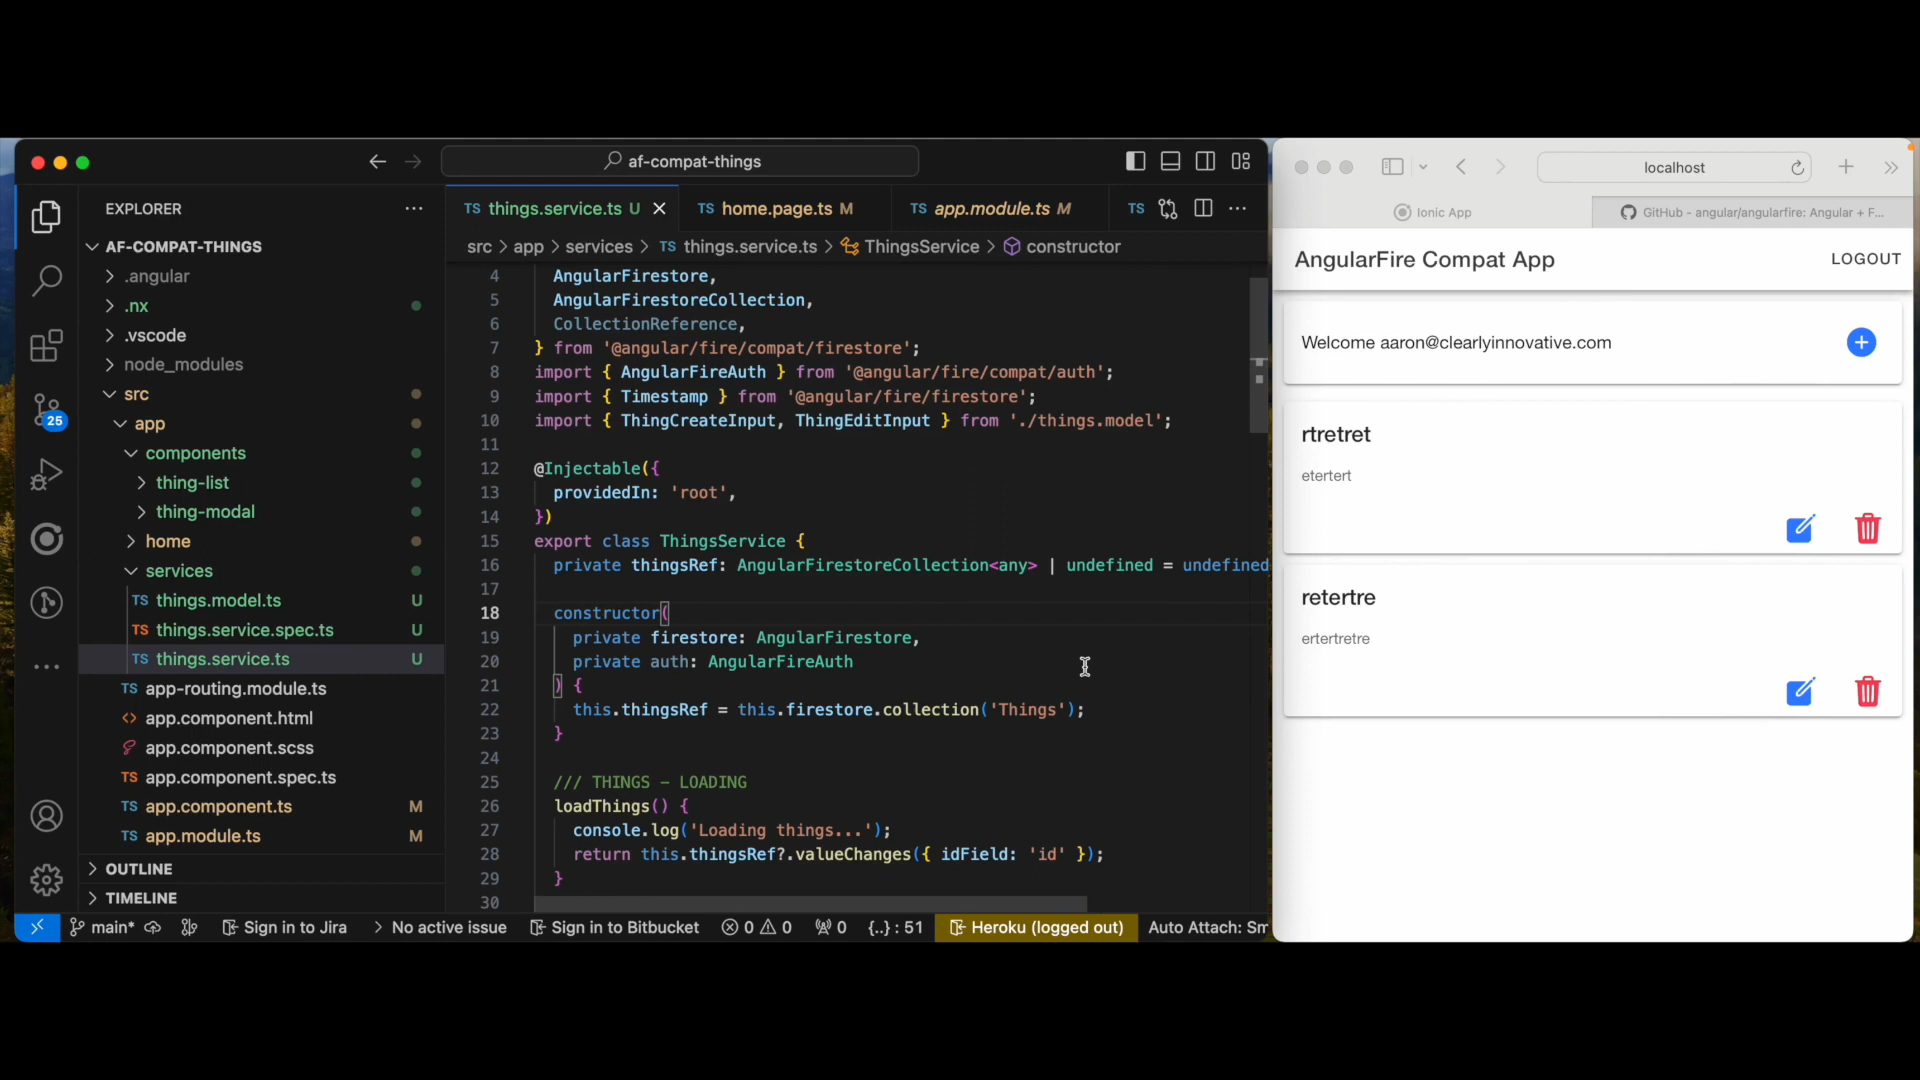 af-compat-things
EXPLORER
AF-COMPAT-THINGS
.angular
.nx
.vscode
node_modules
src
app
components
thing-list
thing-modal
home
services
TS things.model.ts U
TS things.service.spec.ts U
TS things.service.ts U
TS app-routing.module.ts
<> app.component.html
app.component.scss
TS app.component.spec.ts
TS app.component.ts M
TS app.module.ts M
OUTLINE
TIMELINE
25
TS things.service.ts U
TS home.page.ts M
TS app.module.ts M
TS
src > app > services > TS things.service.ts > ThingsService > constructor
4 AngularFirestore,
5 AngularFirestoreCollection,
6 CollectionReference,
7 } from '@angular/fire/compat/firestore';
8 import { AngularFireAuth } from '@angular/fire/compat/auth';
9 import { Timestamp } from '@angular/fire/firestore';
10 import { ThingCreateInput, ThingEditInput } from './things.model';
11
12 @Injectable({
13 providedIn: 'root',
14 })
15 export class ThingsService {
16 private thingsRef: AngularFirestoreCollection<any> | undefined = undefined
17
18 constructor(
19 private firestore: AngularFirestore,
20 private auth: AngularFireAuth
21 ) {
22 this.thingsRef = this.firestore.collection('Things');
23 }
24
25 /// THINGS – LOADING
26 loadThings() {
27 console.log('Loading things...');
28 return this.thingsRef?.valueChanges({ idField: 'id' });
29 }
30
main* Sign in to Jira > No active issue Sign in to Bitbucket 0 0 0 {..} : 51 Heroku (logged out) Auto Attach: Sm
localhost
Ionic App
GitHub - angular/angularfire: Angular + F...
AngularFire Compat App
LOGOUT
Welcome aaron@clearlyinnovative.com
rtretret
etertert
retertre
ertertretre